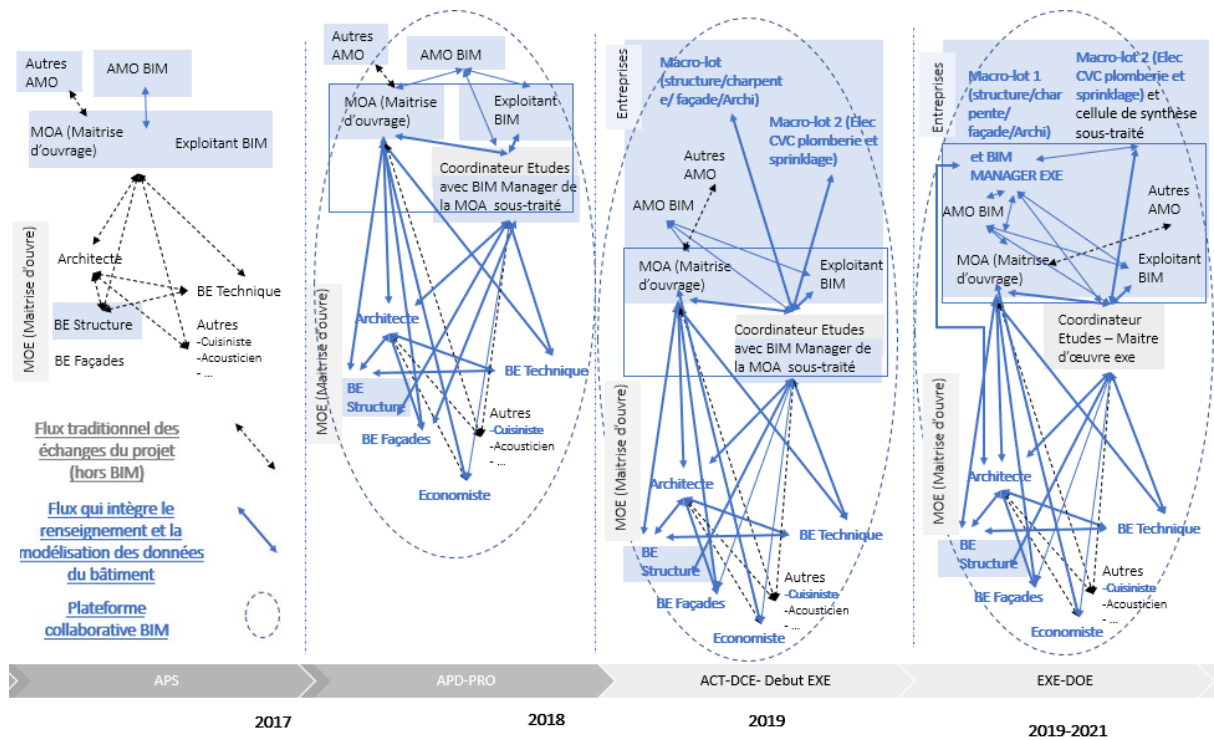 Autres
AMO
AMO BIM
MOA (Maitrise
d'ouvrage)
Exploitant BIM
MOE (Maitrise d'œuvre)
Architecte
BE Technique
BE Structure
BE Façades
Autres
-Cuisiniste
-Acousticien
- ...
Flux traditionnel des
échanges du projet
(hors BIM)
Flux qui intègre le
renseignement et la
modélisation des données
du bâtiment
Plateforme
collaborative BIM
Autres
AMO
AMO BIM
MOA (Maitrise
d'ouvrage)
Exploitant
BIM
Coordinateur Etudes
avec BIM Manager de
la MOA sous-traité
MOE (Maitrise d'ouvre)
Architecte
BE Technique
BE
Structure
BE Façades
Autres
-Cuisiniste
-Acousticien
- ...
Economiste
Entreprises
Macro-lot
(structure/charpent
e/ façade/Archi)
Macro-lot 2 (Elec
CVC plomberie et
sprinklage)
Autres
AMO
AMO BIM
MOA (Maitrise
d'ouvrage)
Exploitant
BIM
Coordinateur Etudes
avec BIM Manager de
la MOA sous-traité
MOE (Maitrise d'ouvre)
Architecte
BE Technique
BE
Structure
BE Façades
Autres
-Cuisiniste
-Acousticien
- ...
Economiste
Entreprises
Macro-lot 1
(structure/char
pente/
façade/Archi)
et BIM
MANAGER EXE
Macro-lot 2 (Elec
CVC plomberie et
sprinklage) et
cellule de synthèse
sous-traité
Autres
AMO
AMO BIM
MOA (Maitrise
d'ouvrage)
Exploitant
BIM
Coordinateur
Etudes – Maitre
d'œuvre exe
MOE (Maitrise d'ouvre)
Architecte
BE Technique
BE
Structure
BE Façades
Autres
-Cuisiniste
-Acousticien
- ...
Economiste
APS
APD-PRO
ACT-DCE- Debut EXE
EXE-DOE
2017
2018
2019
2019-2021